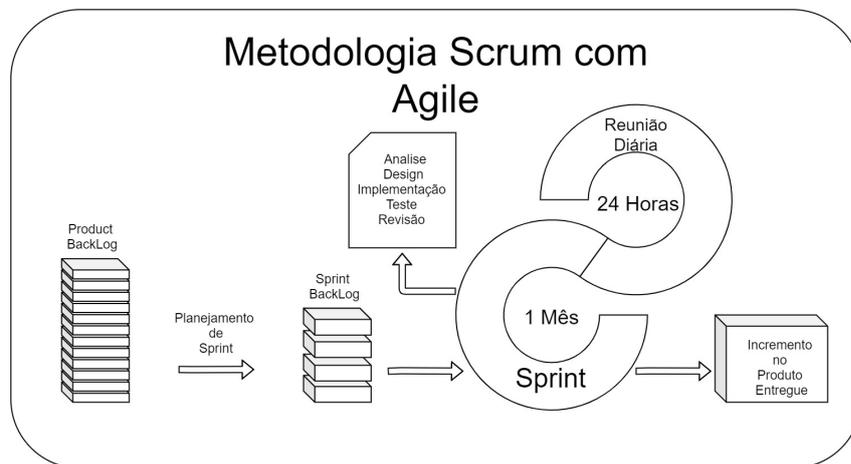 Metodologia Scrum com
Agile
Reunião
Diária
24 Horas
Analise
Design
Implementação
Teste
Revisão
Product
BackLog
Planejamento
de
Sprint
Sprint
BackLog
1 Mês
Sprint
Incremento
no
Produto
Entregue